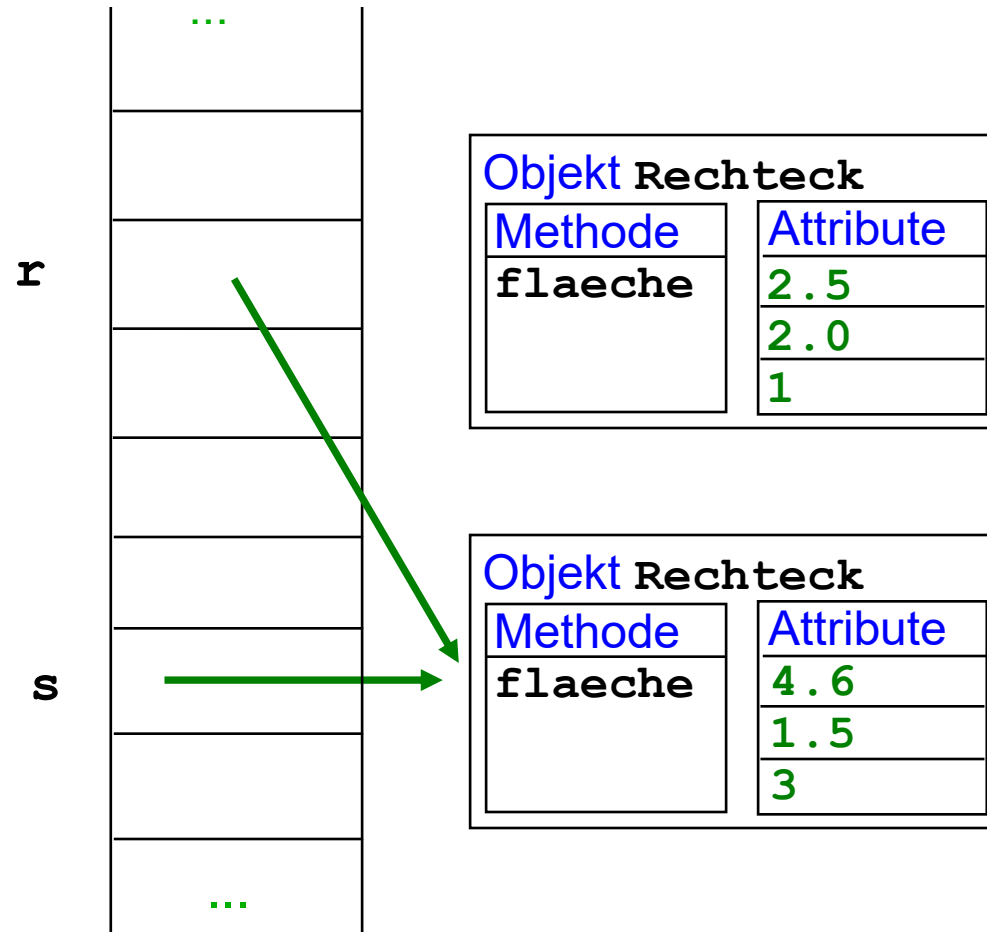 ...
Objekt Rechteck
Methode
Attribute
r
flaeche
2.5
2.0
1
Objekt Rechteck
Methode
Attribute
s
flaeche
4.6
1.5
3
...